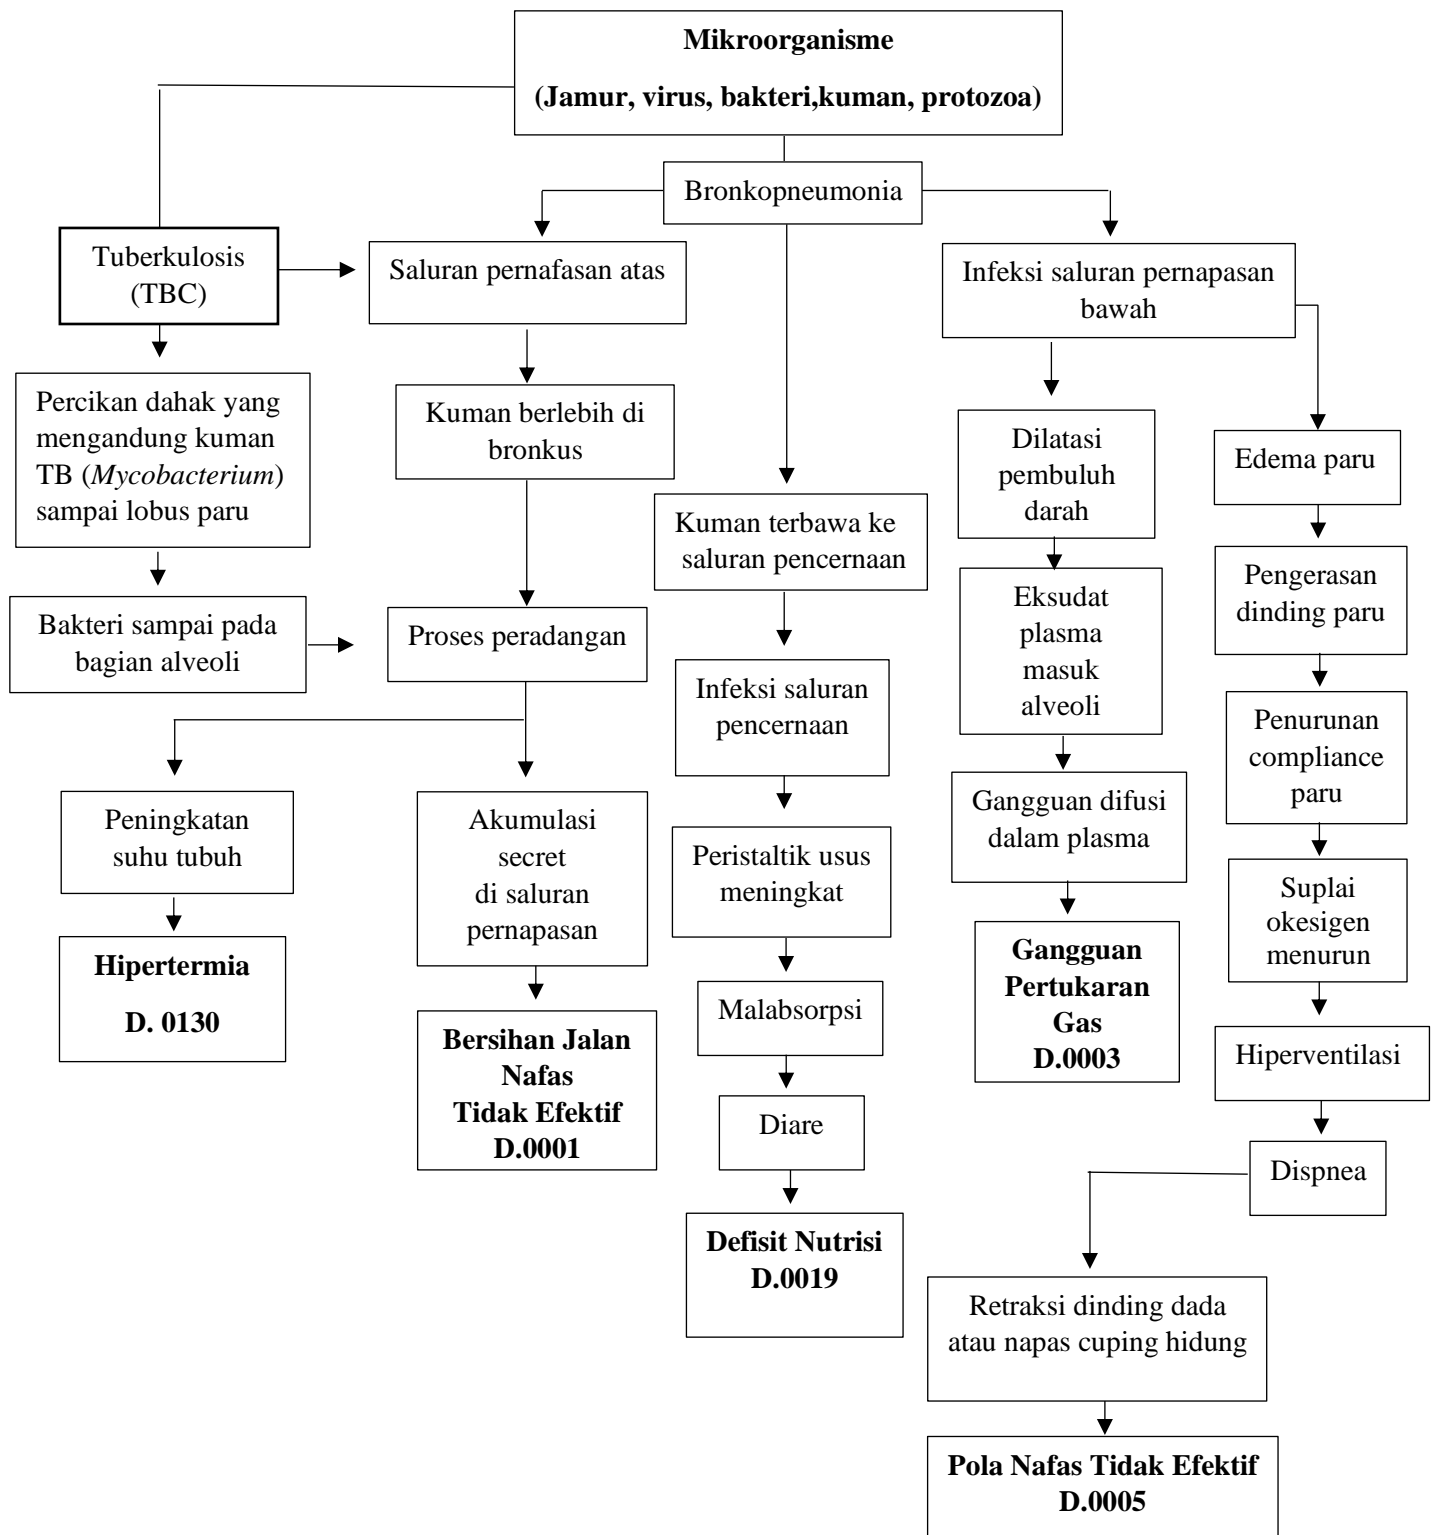 Mikroorganisme
(Jamur, virus, bakteri,kuman, protozoa)
Bronkopneumonia
Tuberkulosis
(TBC)
Saluran pernafasan atas
Infeksi saluran pernapasan
bawah
Percikan dahak yang
mengandung kuman
TB (Mycobacterium)
sampai lobus paru
Kuman berlebih di
bronkus
Dilatasi
pembuluh
darah
Edema paru
Kuman terbawa ke
saluran pencernaan
Bakteri sampai pada
bagian alveoli
Proses peradangan
Eksudat
plasma
masuk
alveoli
Pengerasan
dinding paru
Infeksi saluran
pencernaan
Penurunan
compliance
paru
Peningkatan
suhu tubuh
Akumulasi
secret
di saluran
pernapasan
Peristaltik usus
meningkat
Gangguan difusi
dalam plasma
Suplai
okesigen
menurun
Hipertermia
D. 0130
Bersihan Jalan
Nafas
Tidak Efektif
D.0001
Malabsorpsi
Gangguan
Pertukaran
Gas
D.0003
Hiperventilasi
Diare
Dispnea
Defisit Nutrisi
D.0019
Retraksi dinding dada
atau napas cuping hidung
Pola Nafas Tidak Efektif
D.0005